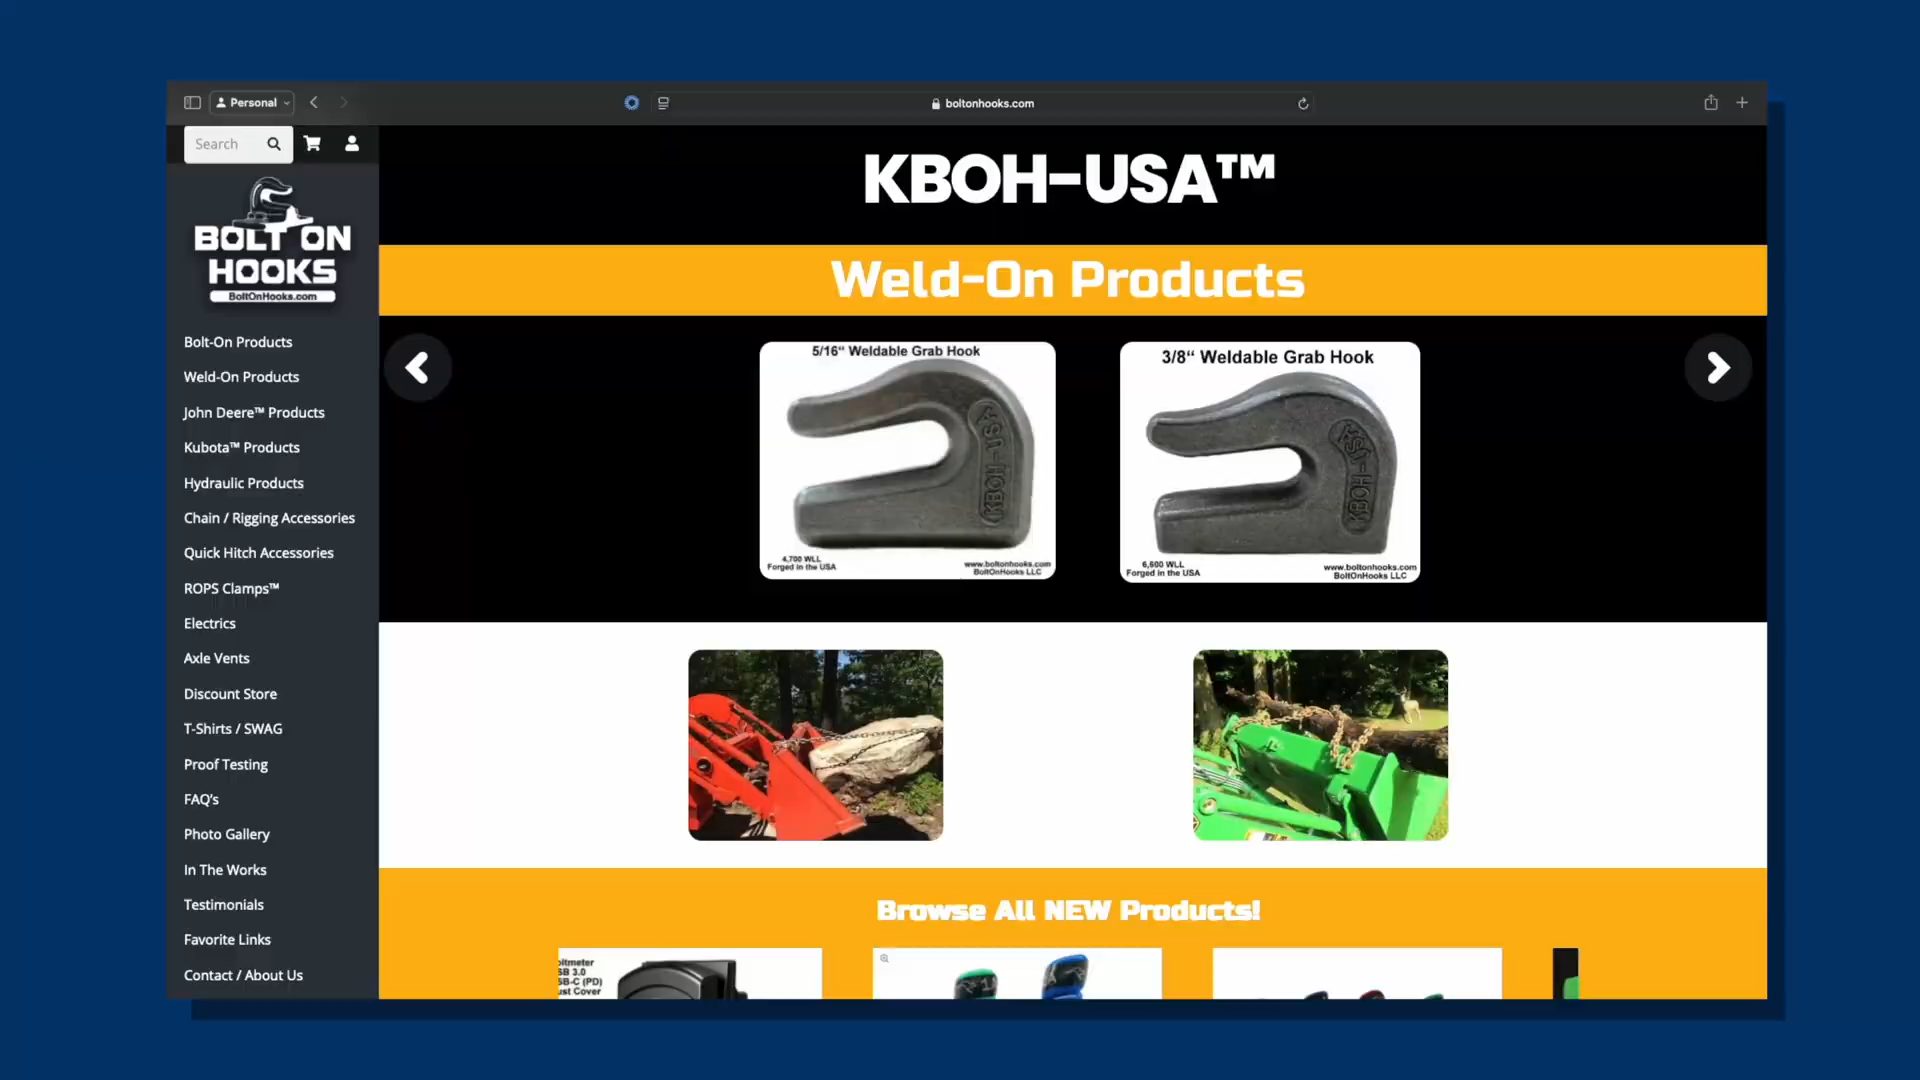 Personal
boltonhooks.com
Search
BOLT ON
HOOKS
BoltOnHooks.com
Bolt-On Products
Weld-On Products
John Deere™ Products
Kubota™ Products
Hydraulic Products
Chain / Rigging Accessories
Quick Hitch Accessories
ROPS Clamps™
Electrics
Axle Vents
Discount Store
T-Shirts / SWAG
Proof Testing
FAQ's
Photo Gallery
In The Works
Testimonials
Favorite Links
Contact / About Us
KBOH-USA™
Weld-On Products
5/16“ Weldable Grab Hook
KBOH-USA
4,700 WLL
Forged in the USA
www.boltonhooks.com
BoltOnHooks LLC
3/8“ Weldable Grab Hook
KBOH-USA
6,600 WLL
Forged in the USA
www.boltonhooks.com
BoltOnHooks LLC
Browse All NEW Products!
SB 3.0
SB-C (PD)
ust Cover